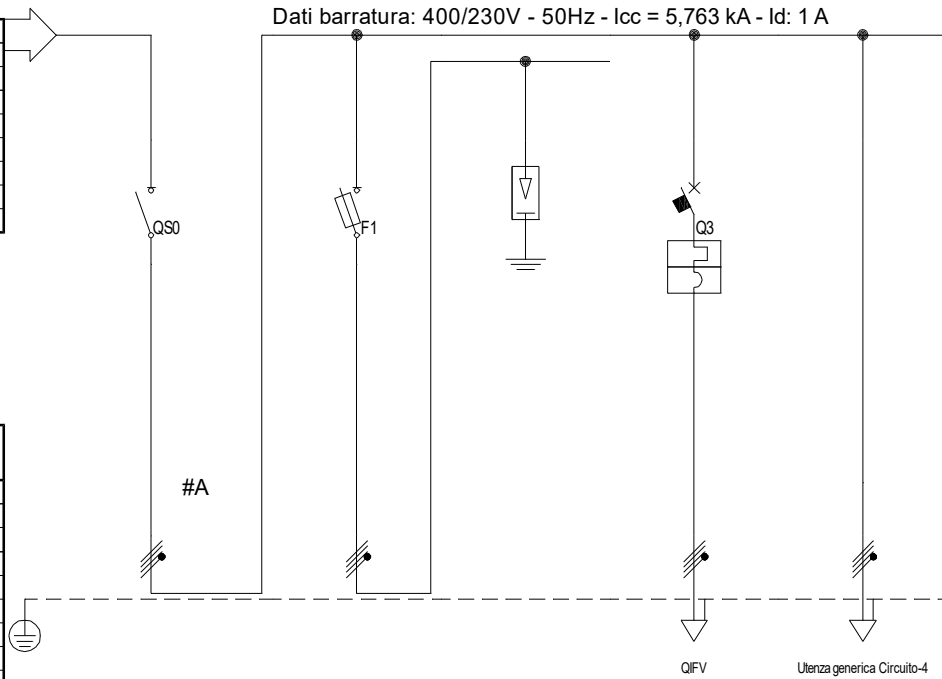 Dati barratura: 400/230V - 50Hz - Icc = 5,763 kA - Id: 1 A
QS0
F1
Q3
#A
QIFV
Utenza generica Circuito-4